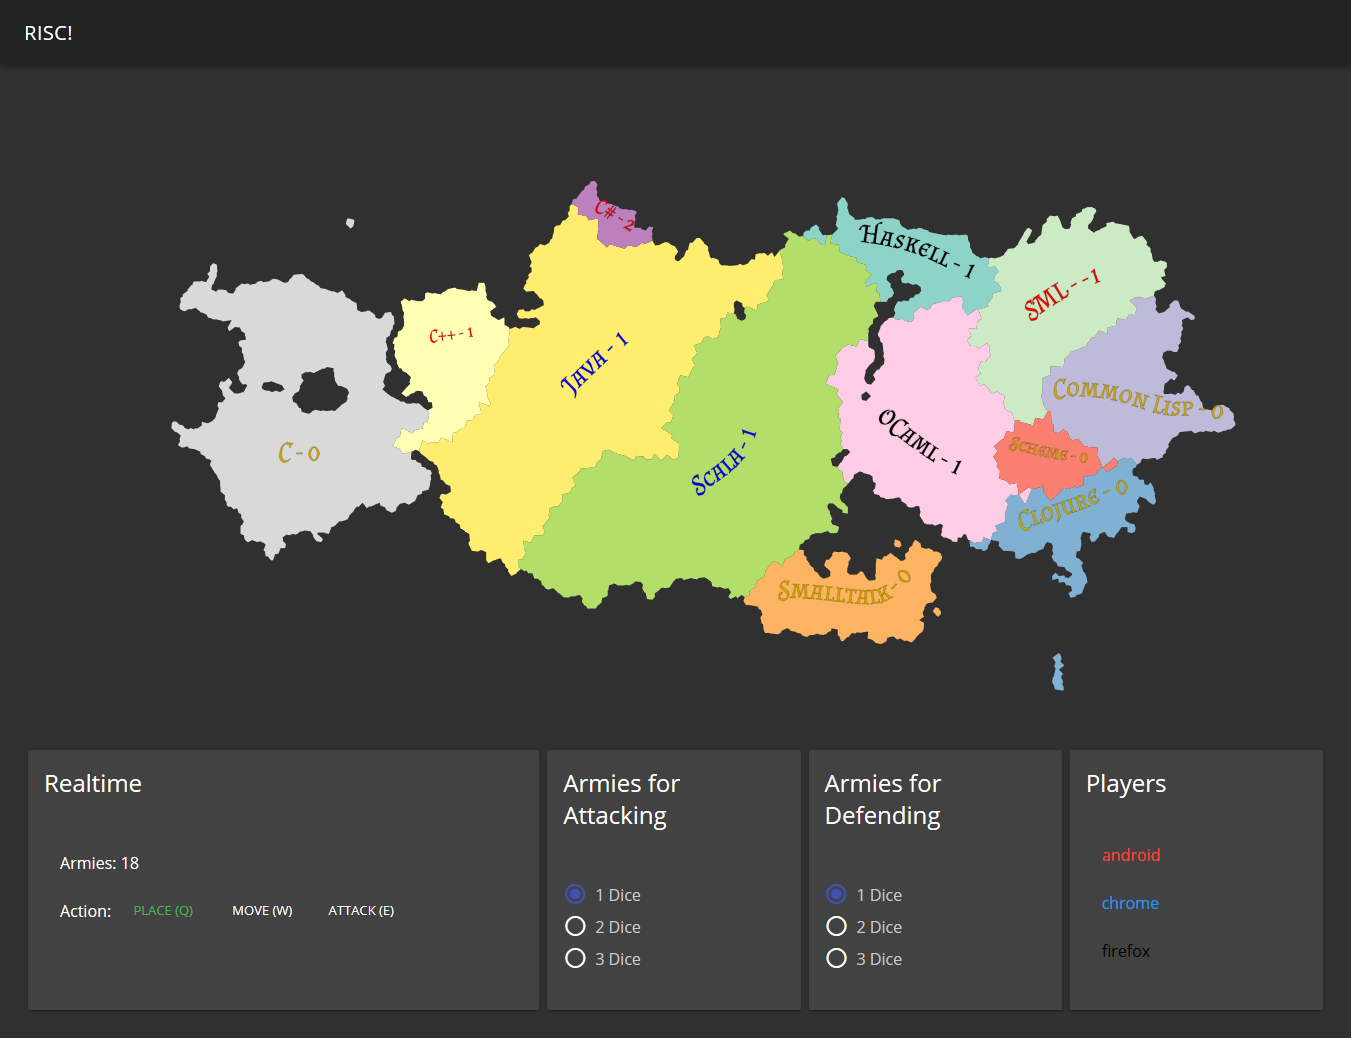 RISC!
C# - 2
Haskell - 1
SML - -1
C++ - 1
Java - 1
Common Lisp - 0
OCaml - 1
Scheme - 0
C - 0
Scala - 1
Clojure - 0
Smalltalk - 0
Realtime
Armies: 18
Action: PLACE (Q) MOVE (W) ATTACK (E)
Armies for
Attacking
1 Dice
2 Dice
3 Dice
Armies for
Defending
1 Dice
2 Dice
3 Dice
Players
android
chrome
firefox